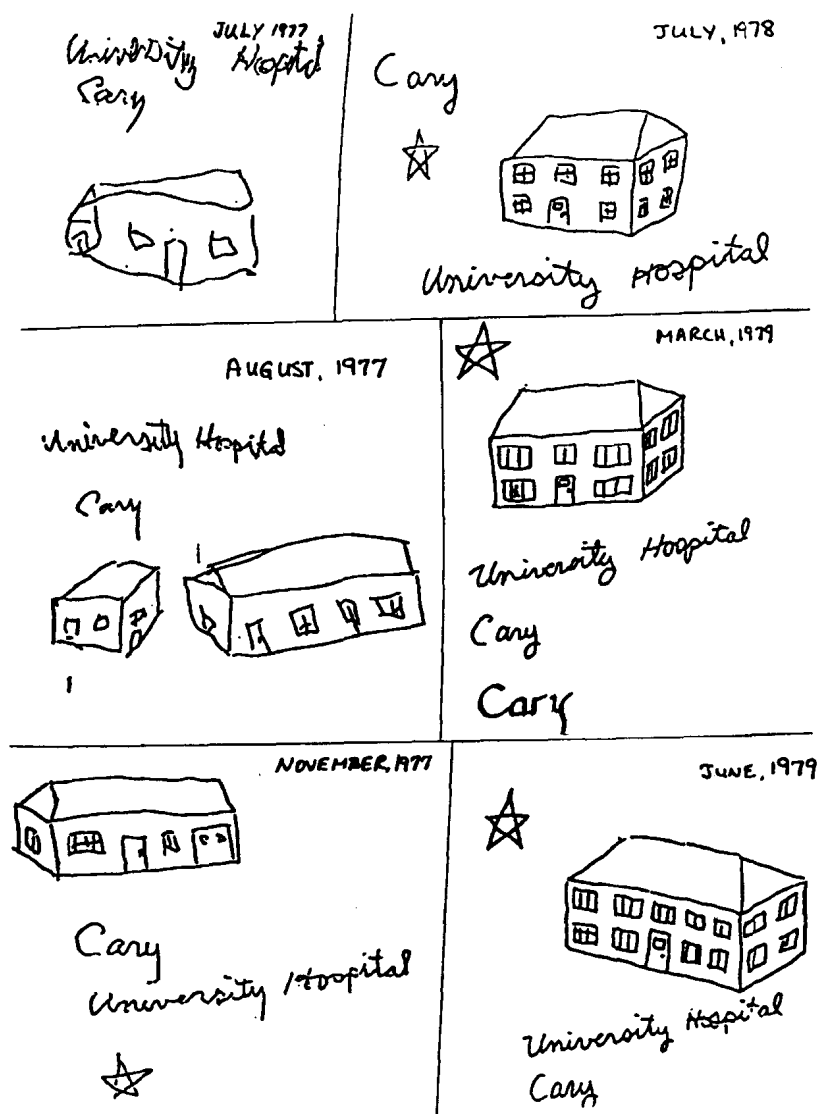 JULY 1977
UniverDity Hospital
Cary
JULY, 1978
Cary
University Hospital
AUGUST, 1977
University Hospital
Cary
MARCH, 1979
University Hospital
Cary
Cary
NOVEMBER, 1977
Cary
University Hospital
JUNE, 1979
University Hospital
Cary